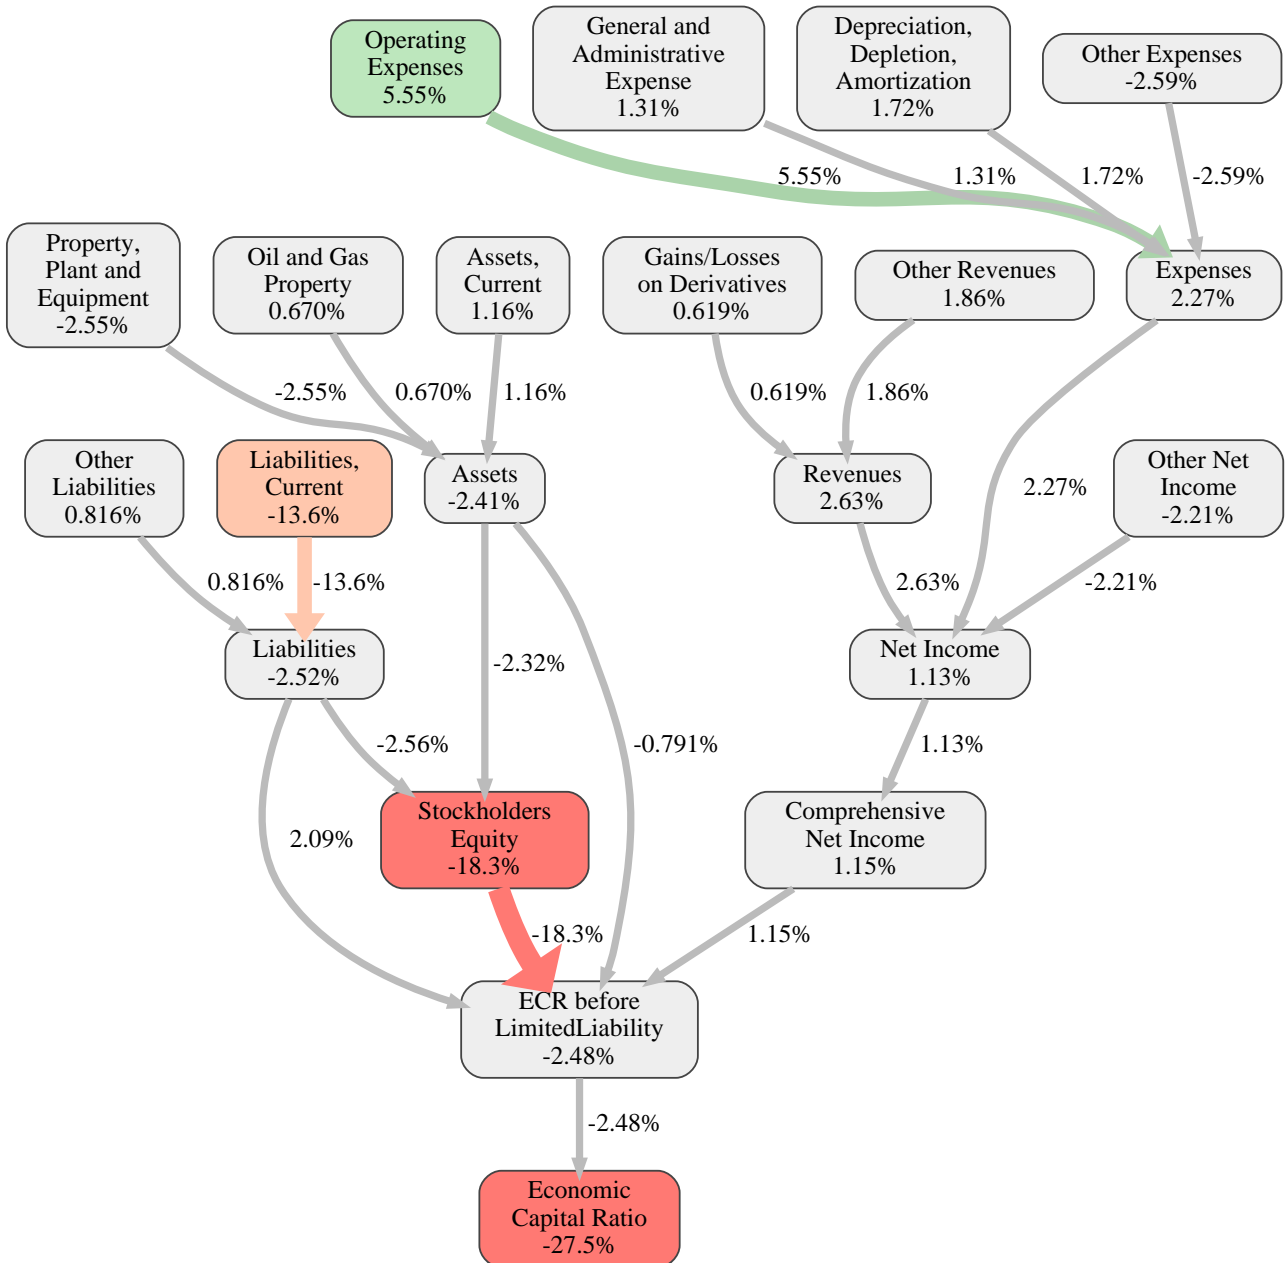 Operating
Expenses
5.55%
General and
Administrative
Expense
1.31%
Depreciation,
Depletion,
Amortization
1.72%
Other Expenses
-2.59%
5.55%
1.31%
1.72%
-2.59%
Property,
Plant and
Equipment
-2.55%
Oil and Gas
Property
0.670%
Assets,
Current
1.16%
Gains/Losses
on Derivatives
0.619%
Other Revenues
1.86%
Expenses
2.27%
-2.55%
0.670%
1.16%
0.619%
1.86%
Other
Liabilities
0.816%
Liabilities,
Current
-13.6%
Assets
-2.41%
Revenues
2.63%
2.27%
Other Net
Income
-2.21%
0.816%
-13.6%
2.63%
-2.21%
Liabilities
-2.52%
-2.32%
Net Income
1.13%
-2.56%
-0.791%
1.13%
2.09%
Stockholders
Equity
-18.3%
Comprehensive
Net Income
1.15%
-18.3%
1.15%
ECR before
LimitedLiability
-2.48%
-2.48%
Economic
Capital Ratio
-27.5%